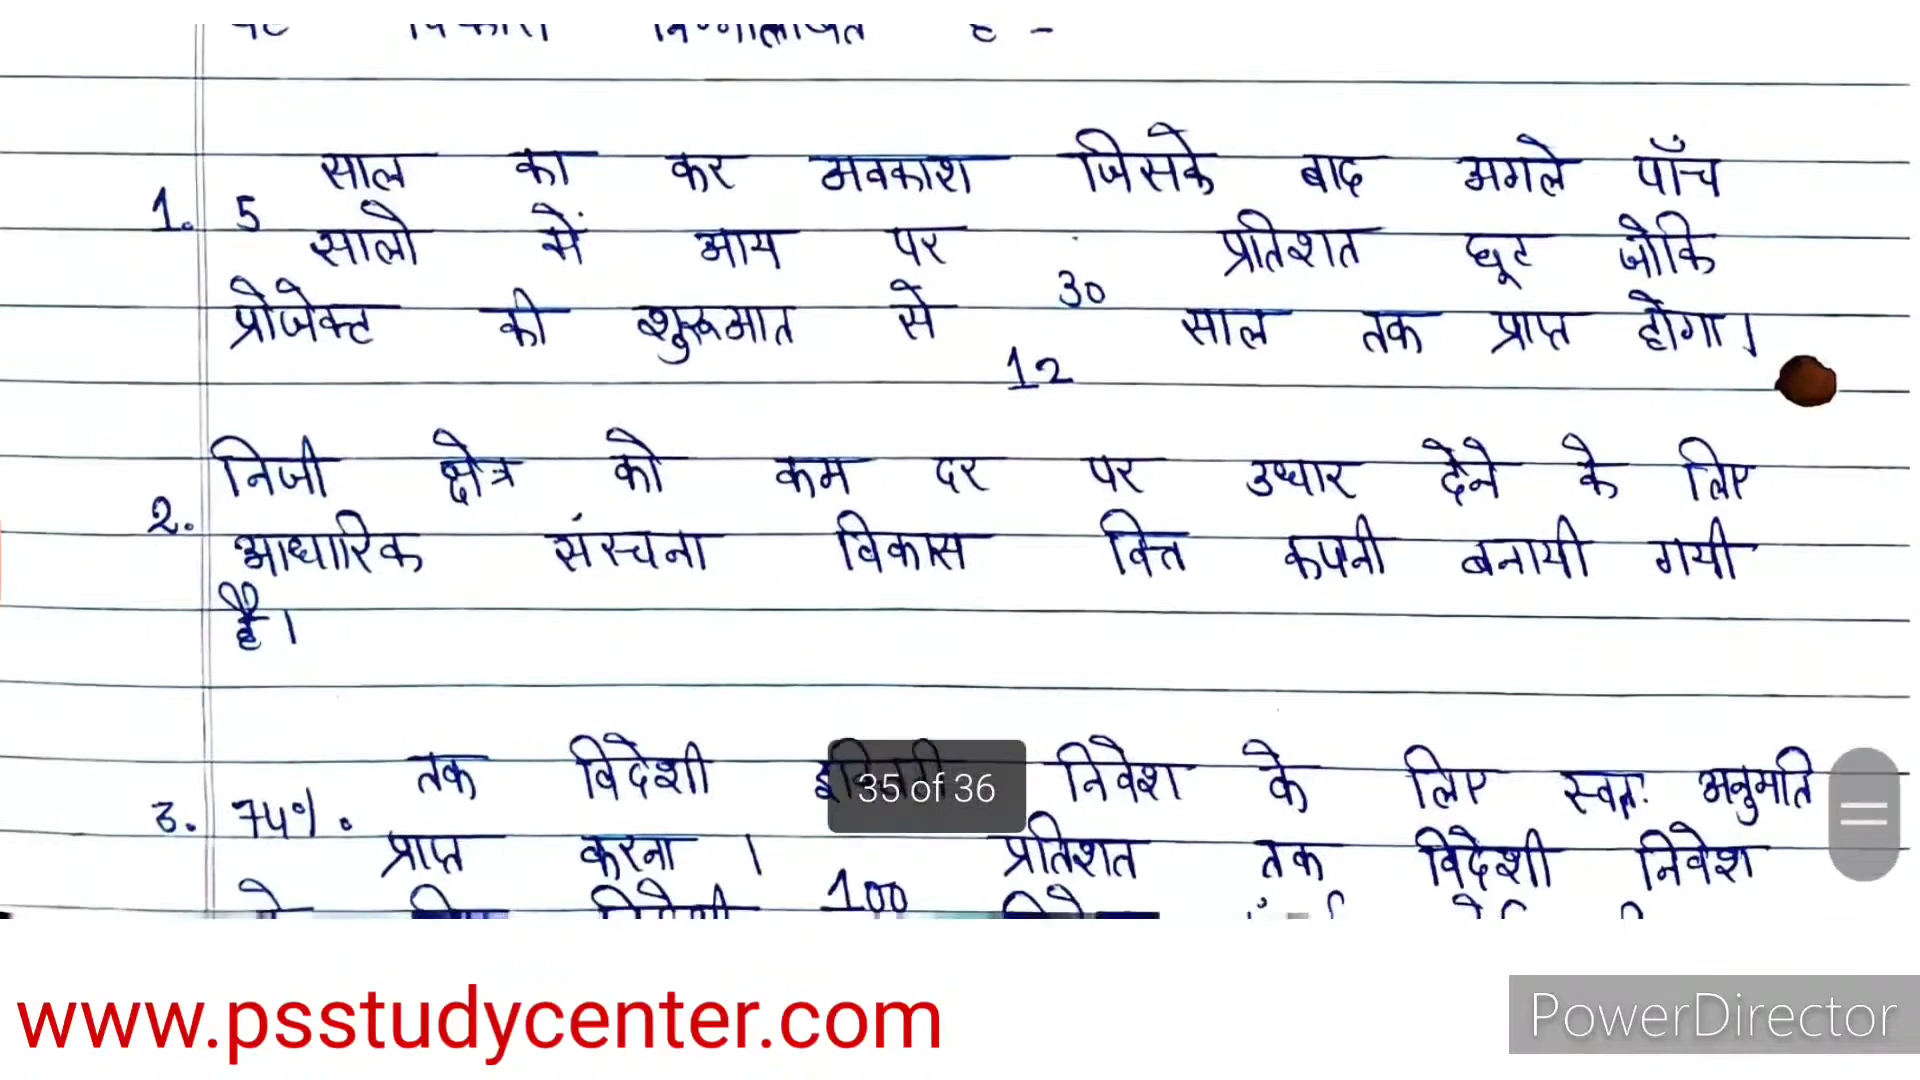 1. 5 साल का कर अवकाश जिसके बाद अगले पाँच
सालो में आय पर 30 प्रतिशत छूट जोकि
प्रोजेक्ट की शुरूआत से 12 साल तक प्राप्त होगा।
2. निजी क्षेत्र को कम दर पर उधार देने के लिए
आधारिक संरचना विकास वित्त कपनी बनायी गयी
है।
3. 74% तक विदेशी निवेश के लिए स्वतः अनुमति
35 of 36
प्राप्त करना। 100 प्रतिशत तक विदेशी निवेश
www.psstudycenter.com
PowerDirector